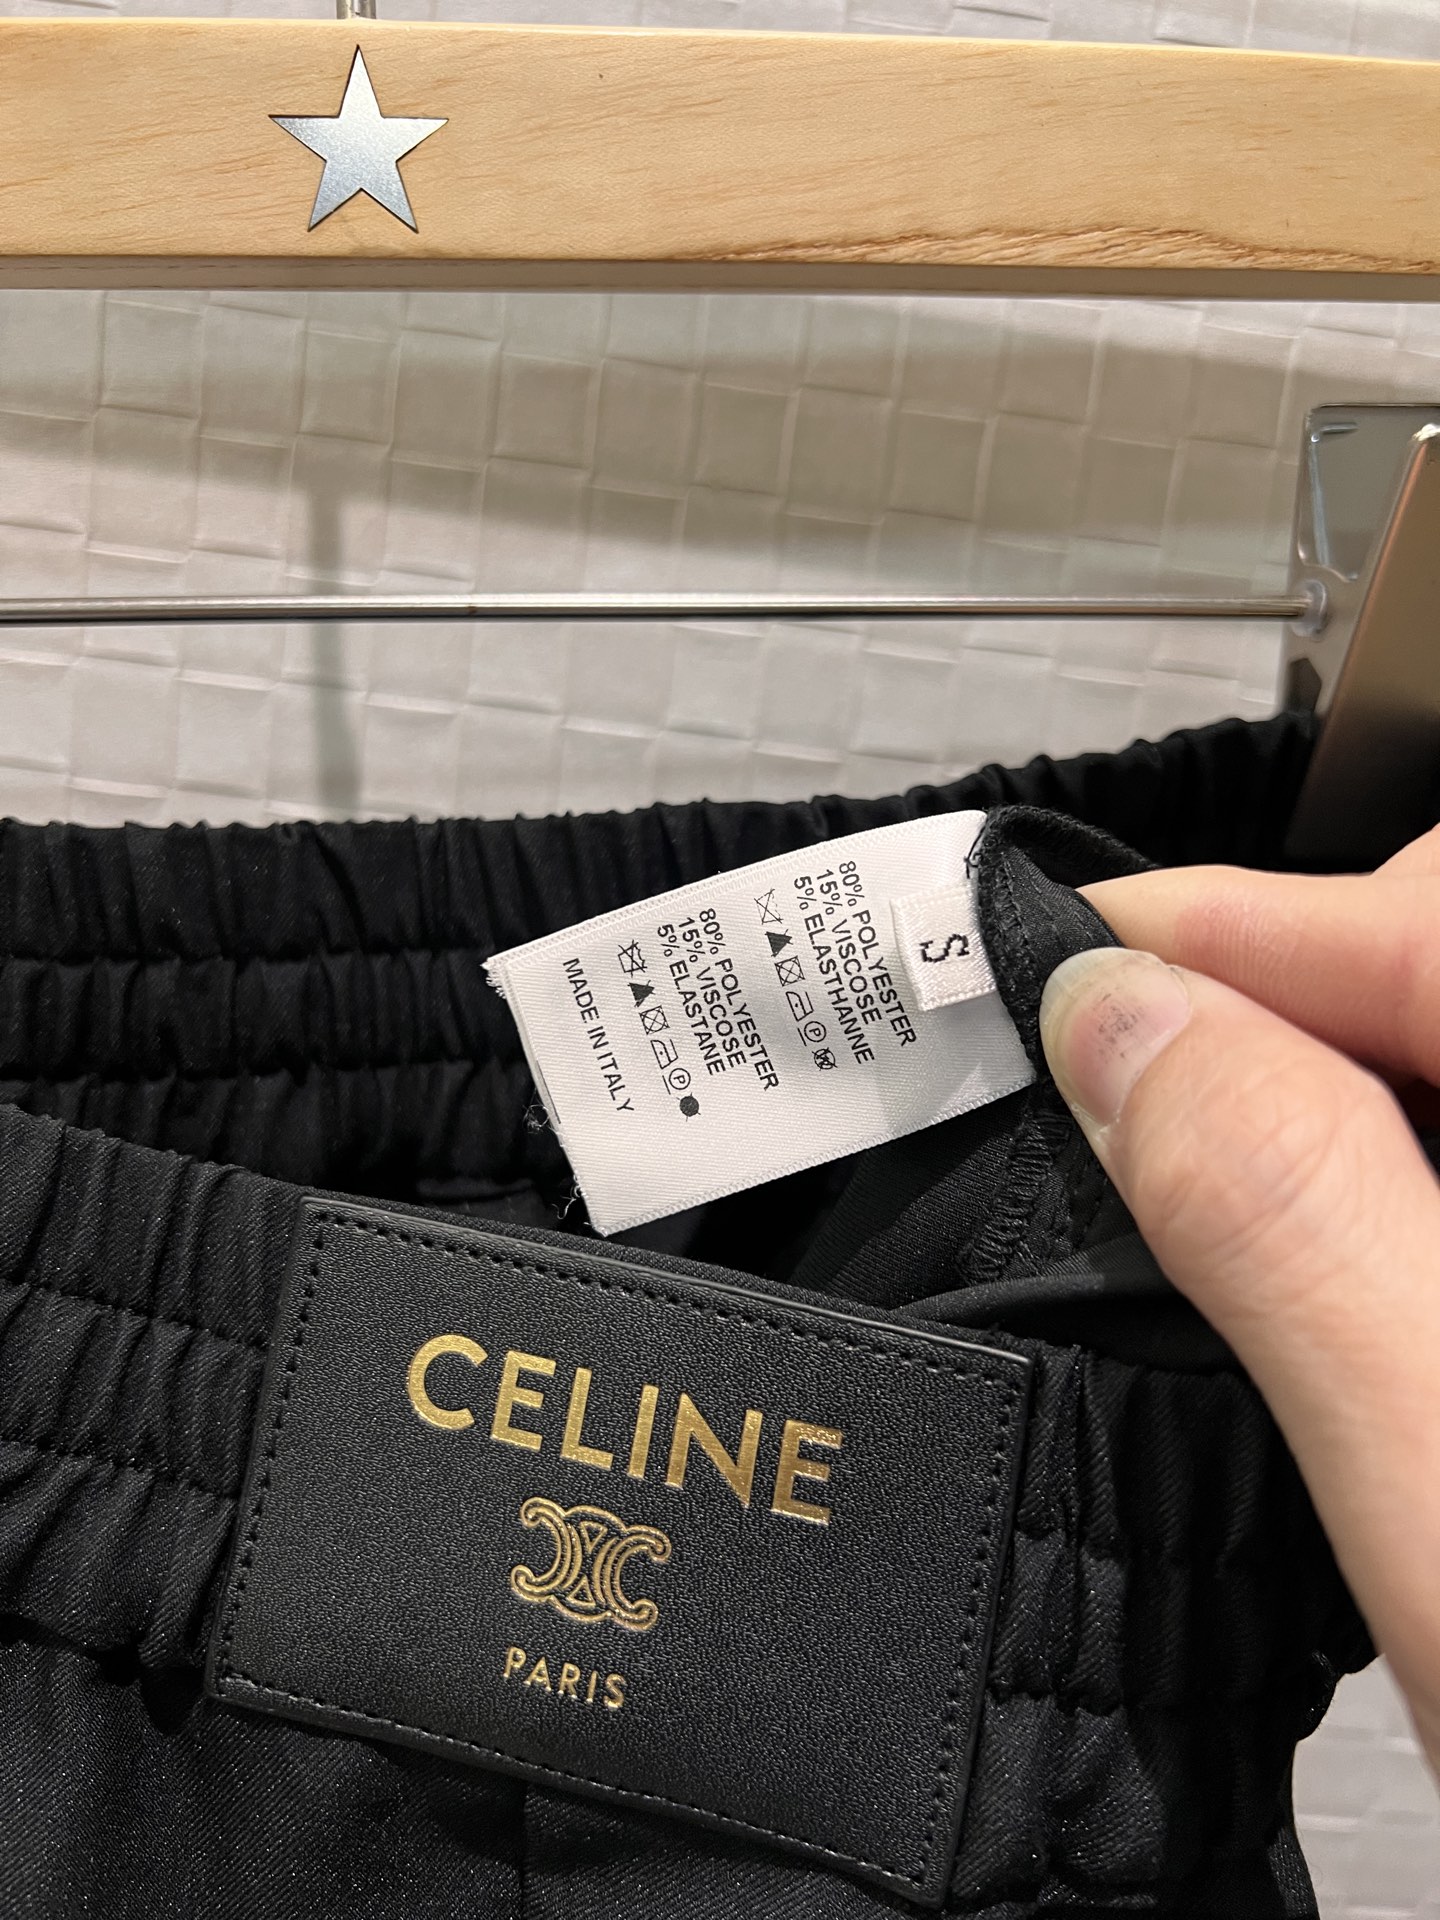 S
80% POLYESTER
15% VISCOSE
5% ELASTHANNE
80% POLYESTER
15% VISCOSE
5% ELASTANE
MADE IN ITALY
CELINE
PARIS